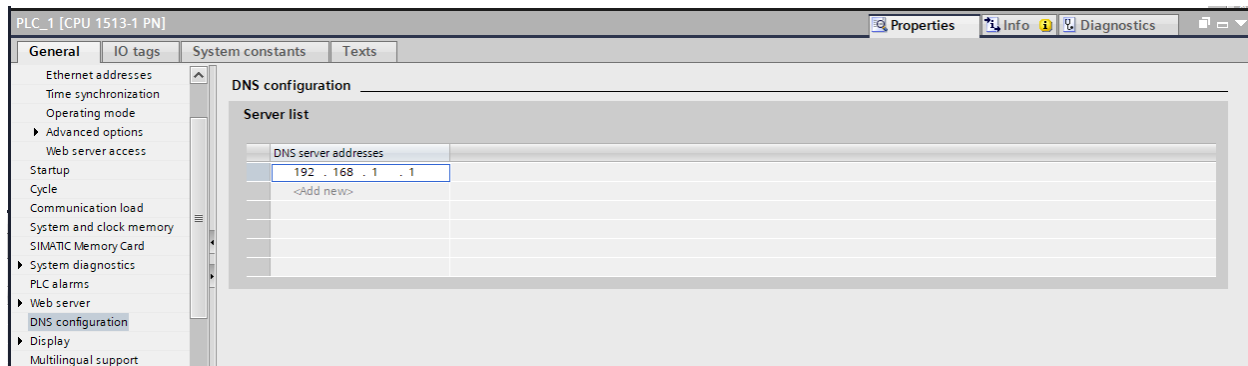 PLC_1 [CPU 1513-1 PN]
Properties Info Diagnostics
General IO tags System constants Texts
Ethernet addresses
Time synchronization
Operating mode
Advanced options
Web server access
Startup
Cycle
Communication load
System and clock memory
SIMATIC Memory Card
System diagnostics
PLC alarms
Web server
DNS configuration
Display
Multilingual support
DNS configuration
Server list
DNS server addresses
192 . 168 . 1 . 1
<Add new>